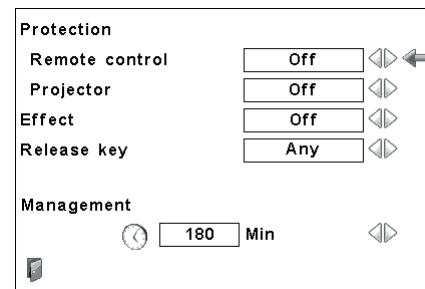 Protection
Remote control Off
Projector Off
Effect Off
Release key Any
Management
180 Min